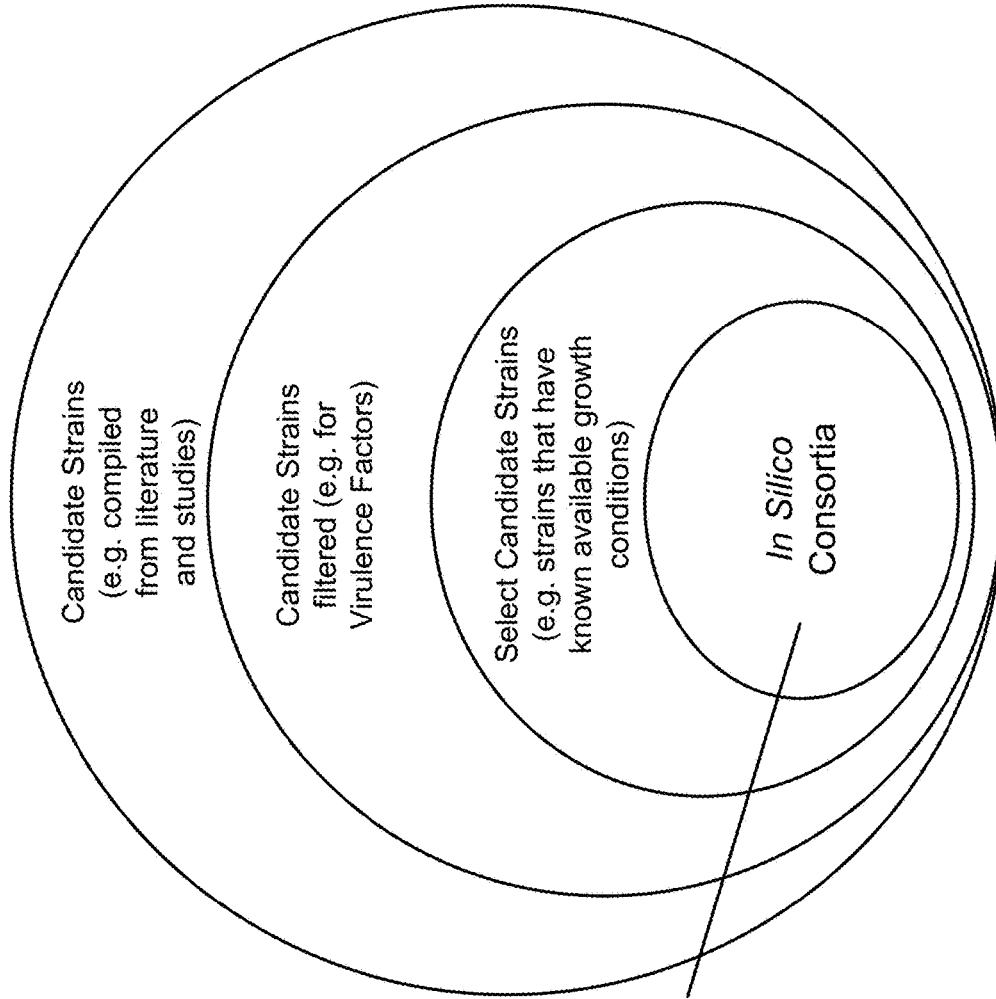 Candidate Strains
(e.g. compiled
from literature
and studies)
Candidate Strains
filtered (e.g. for
Virulence Factors)
Select Candidate Strains
(e.g. strains that have
known available growth
conditions)
In Silico
Consortia